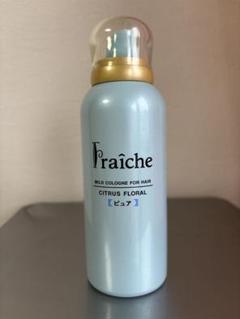 Fraîche
MILD COLOGNE FOR HAIR
CITRUS FLORAL
【ピュア】